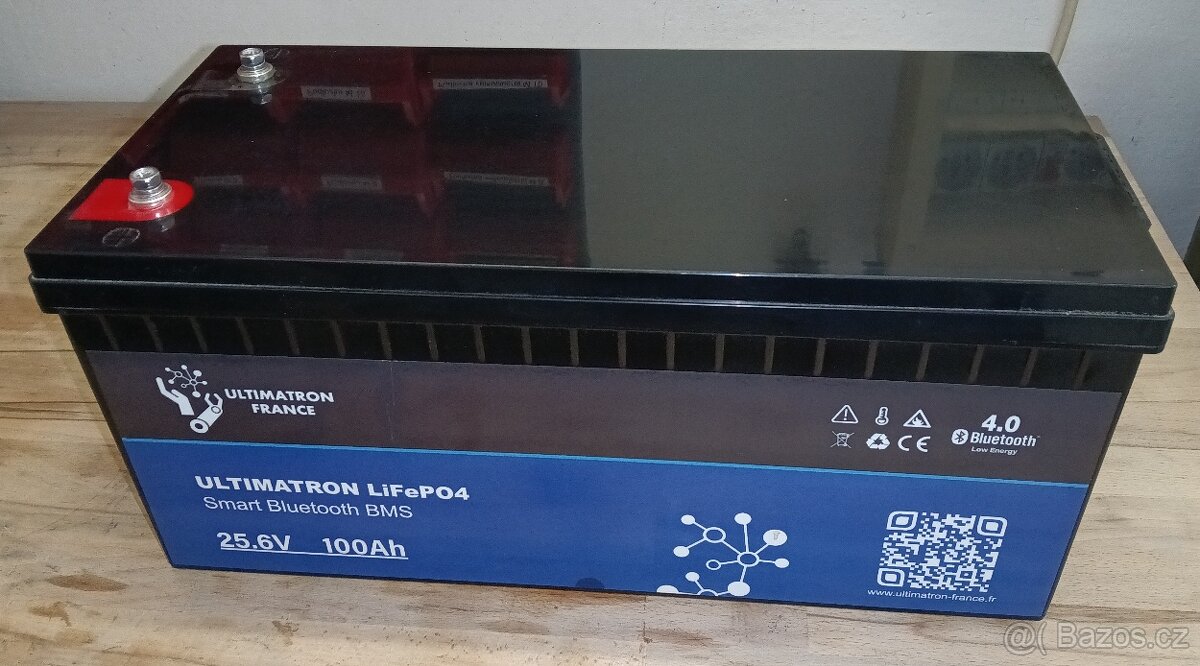 ULTIMATRON
FRANCE
4.0
Bluetooth
Low Energy
CE
ULTIMATRON LiFePO4
Smart Bluetooth BMS
25.6V 100Ah
www.ultimatron-france.fr
@( Bazos.cz